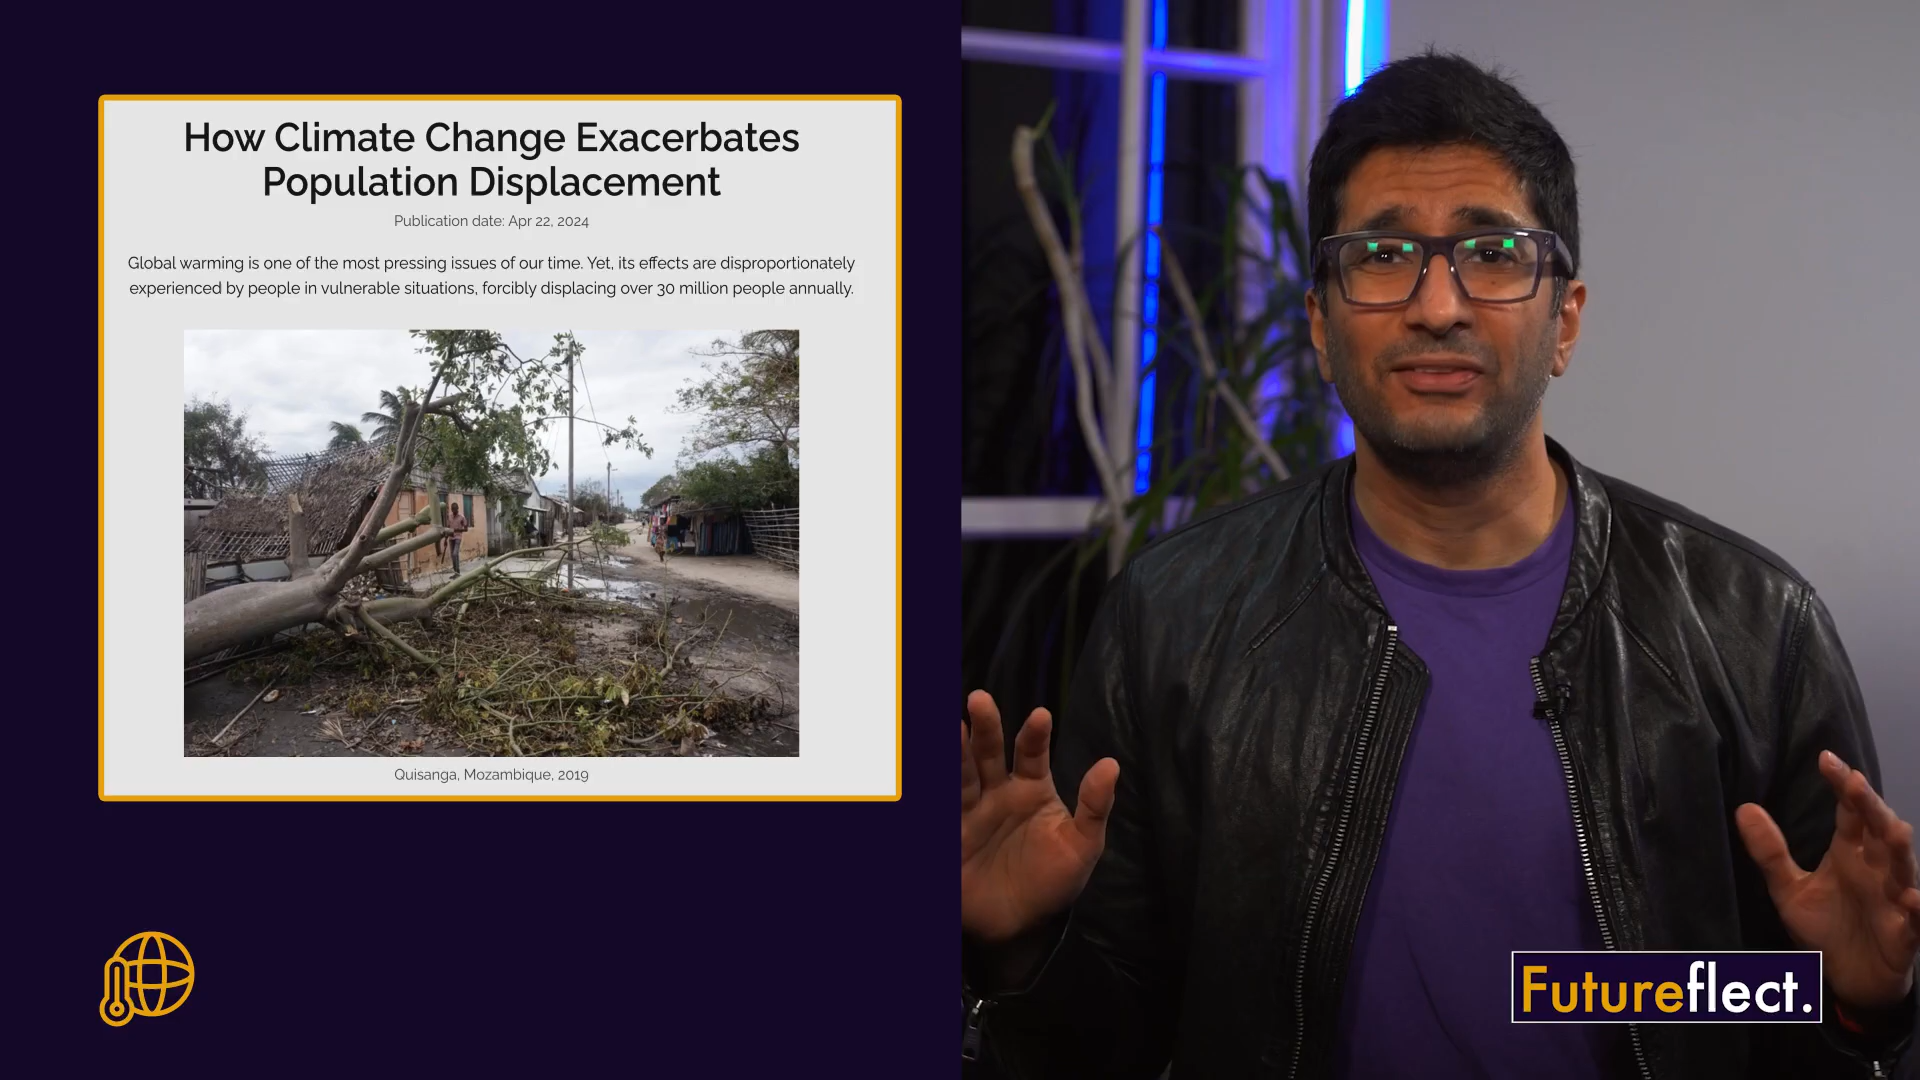 How Climate Change Exacerbates
Population Displacement
Publication date: Apr 22, 2024
Global warming is one of the most pressing issues of our time. Yet, its effects are disproportionately
experienced by people in vulnerable situations, forcibly displacing over 30 million people annually.
Quisanga, Mozambique, 2019
Futureflect.